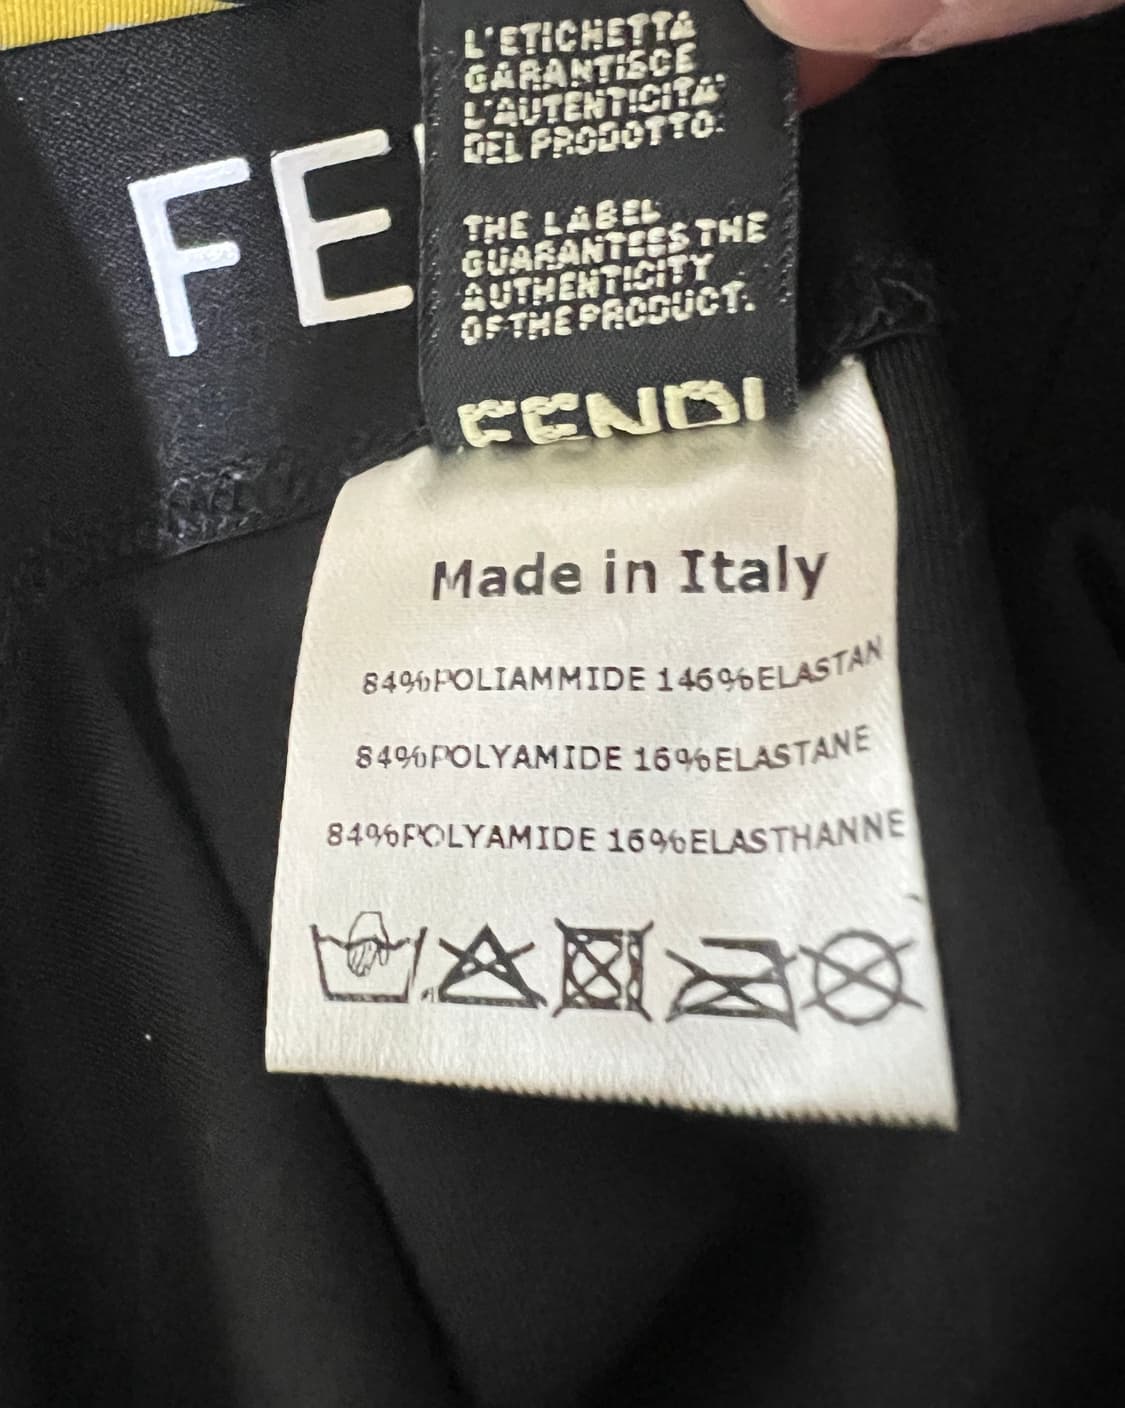 FE
L'ETICHETTA
GARANTISCE
L'AUTENTICITA'
DEL PRODOTTO.
THE LABEL
GUARANTEES THE
AUTHENTICITY
OF THE PRODUCT.
FENDI
Made in Italy
84%POLIAMMIDE 146%ELASTAN
84%POLYAMIDE 16%ELASTANE
84%POLYAMIDE 16%ELASTHANNE